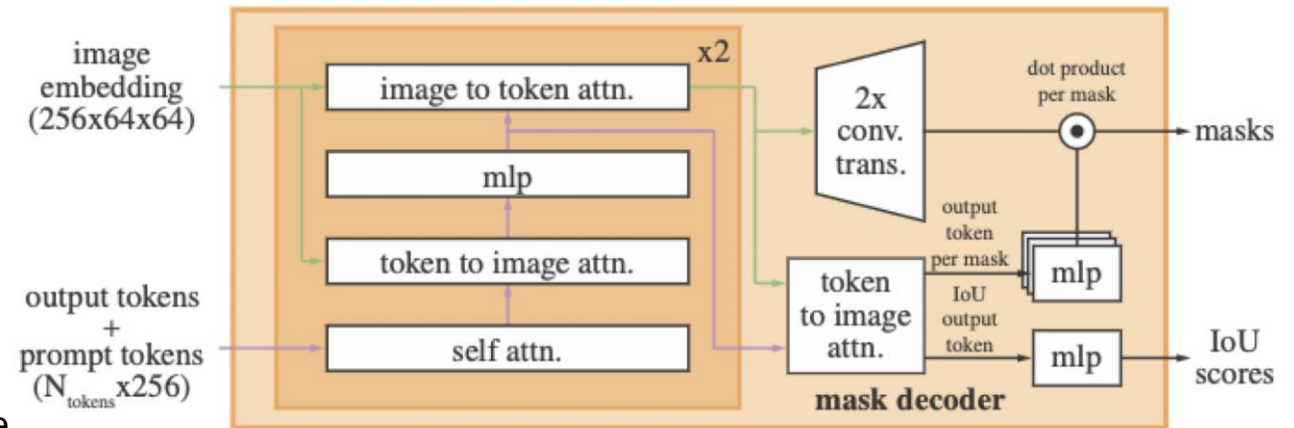 image
embedding
(256x64x64)
output tokens
+
prompt tokens
(Ntokensx256)
x2
image to token attn.
mlp
token to image attn.
self attn.
2x
conv.
trans.
dot product
per mask
masks
output
token
per mask
mlp
token
to image
attn.
IoU
output
token
mlp
IoU
scores
mask decoder
e